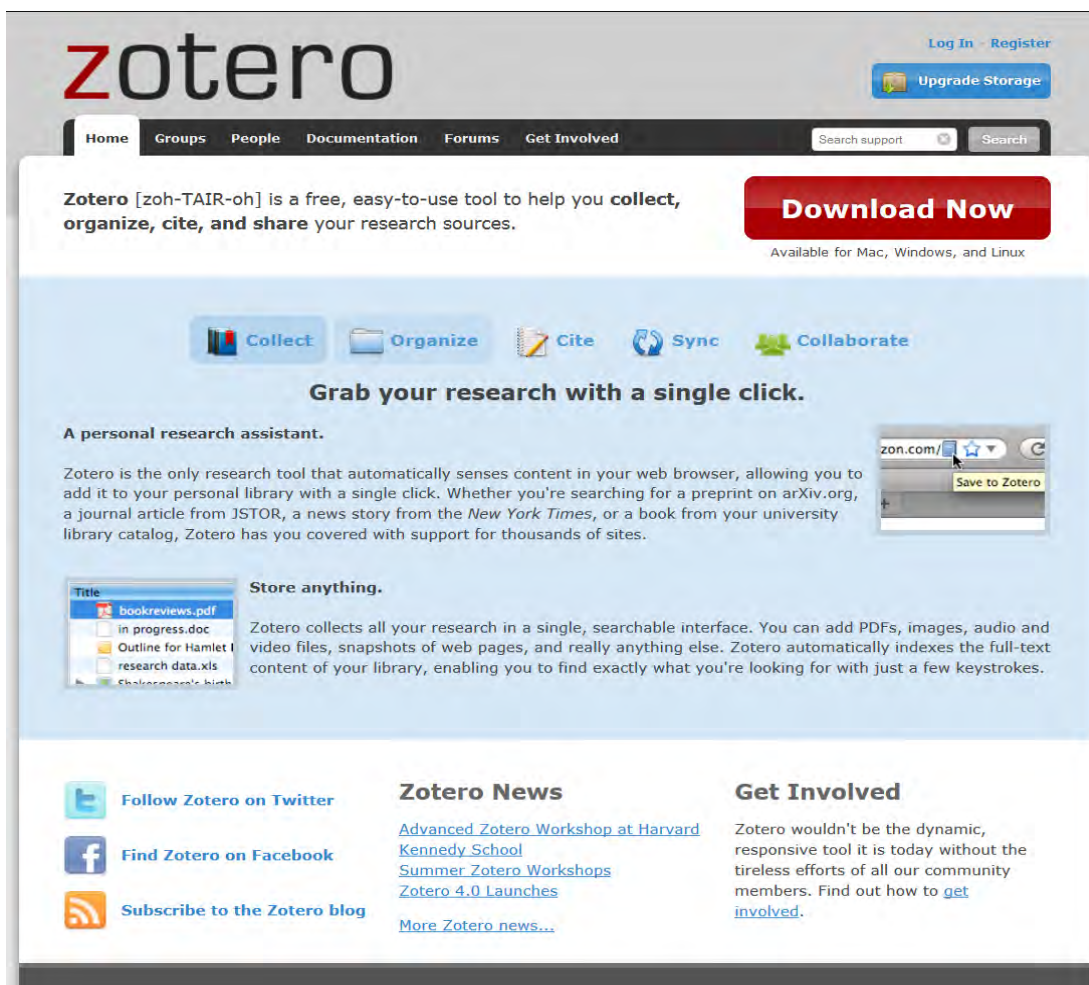 zotero
Log In · Register
Upgrade Storage
Home Groups People Documentation Forums Get Involved
Search support Search
Zotero [zoh-TAIR-oh] is a free, easy-to-use tool to help you collect,
organize, cite, and share your research sources.
Download Now
Available for Mac, Windows, and Linux
Collect Organize Cite Sync Collaborate
Grab your research with a single click.
A personal research assistant.
Zotero is the only research tool that automatically senses content in your web browser, allowing you to
add it to your personal library with a single click. Whether you're searching for a preprint on arXiv.org,
a journal article from JSTOR, a news story from the New York Times, or a book from your university
library catalog, Zotero has you covered with support for thousands of sites.
zon.com/
Save to Zotero
Title
bookreviews.pdf
in progress.doc
Outline for Hamlet
research data.xls
Shakespeare's birth
Store anything.
Zotero collects all your research in a single, searchable interface. You can add PDFs, images, audio and
video files, snapshots of web pages, and really anything else. Zotero automatically indexes the full-text
content of your library, enabling you to find exactly what you're looking for with just a few keystrokes.
Follow Zotero on Twitter
Find Zotero on Facebook
Subscribe to the Zotero blog
Zotero News
Advanced Zotero Workshop at Harvard
Kennedy School
Summer Zotero Workshops
Zotero 4.0 Launches
More Zotero news...
Get Involved
Zotero wouldn't be the dynamic,
responsive tool it is today without the
tireless efforts of all our community
members. Find out how to get
involved.